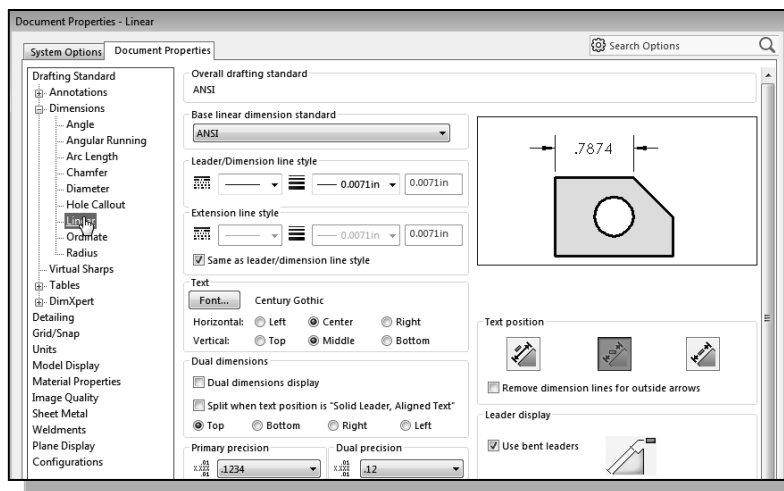 Document Properties - Linear
System Options
Document Properties
Search Options
Drafting Standard
Annotations
Dimensions
Angle
Angular Running
Arc Length
Chamfer
Diameter
Hole Callout
Linear
Ordinate
Radius
Virtual Sharps
Tables
DimXpert
Detailing
Grid/Snap
Units
Model Display
Material Properties
Image Quality
Sheet Metal
Weldments
Plane Display
Configurations
Overall drafting standard
ANSI
Base linear dimension standard
ANSI
Leader/Dimension line style
0.0071in 0.0071in
Extension line style
0.0071in 0.0071in
Same as leader/dimension line style
Text
Font... Century Gothic
Horizontal: Left Center Right
Vertical: Top Middle Bottom
Dual dimensions
Dual dimensions display
Split when text position is "Solid Leader, Aligned Text"
Top Bottom Right Left
Primary precision
.1234
Dual precision
.12
.7874
Text position
Remove dimension lines for outside arrows
Leader display
Use bent leaders